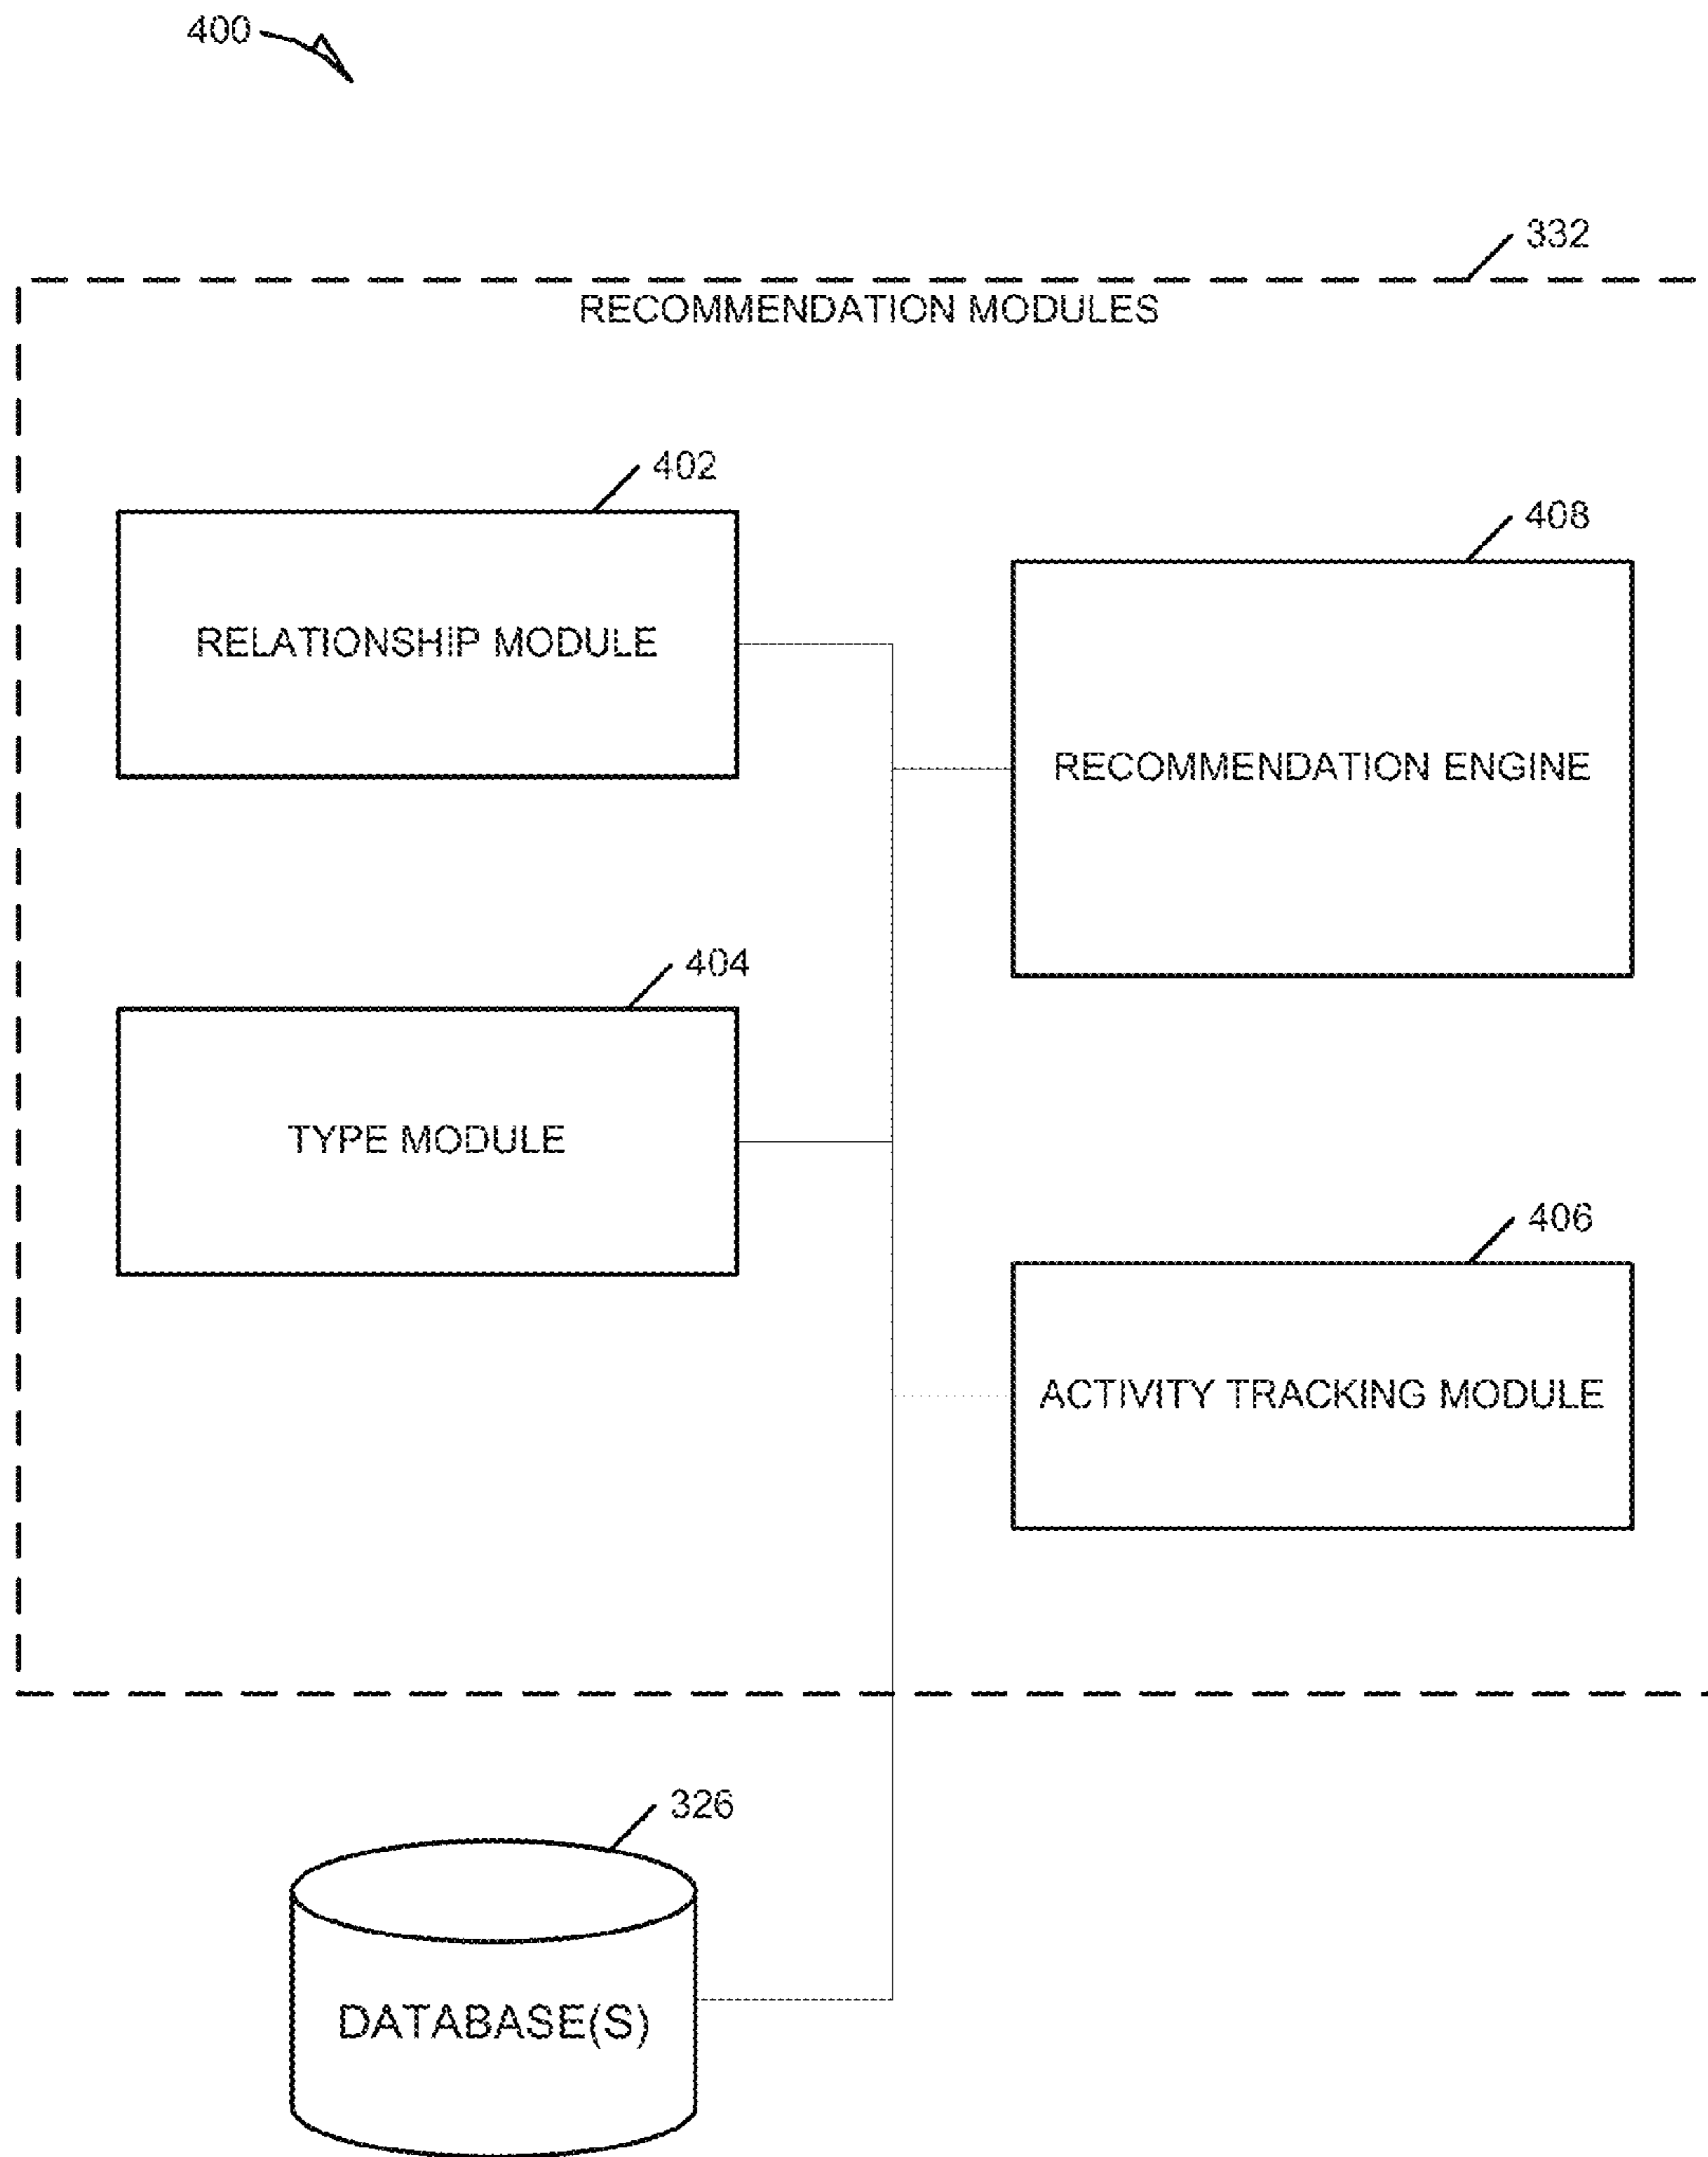 400
332
RECOMMENDATION MODULES
402
RELATIONSHIP MODULE
408
RECOMMENDATION ENGINE
404
TYPE MODULE
406
ACTIVITY TRACKING MODULE
326
DATABASE(S)